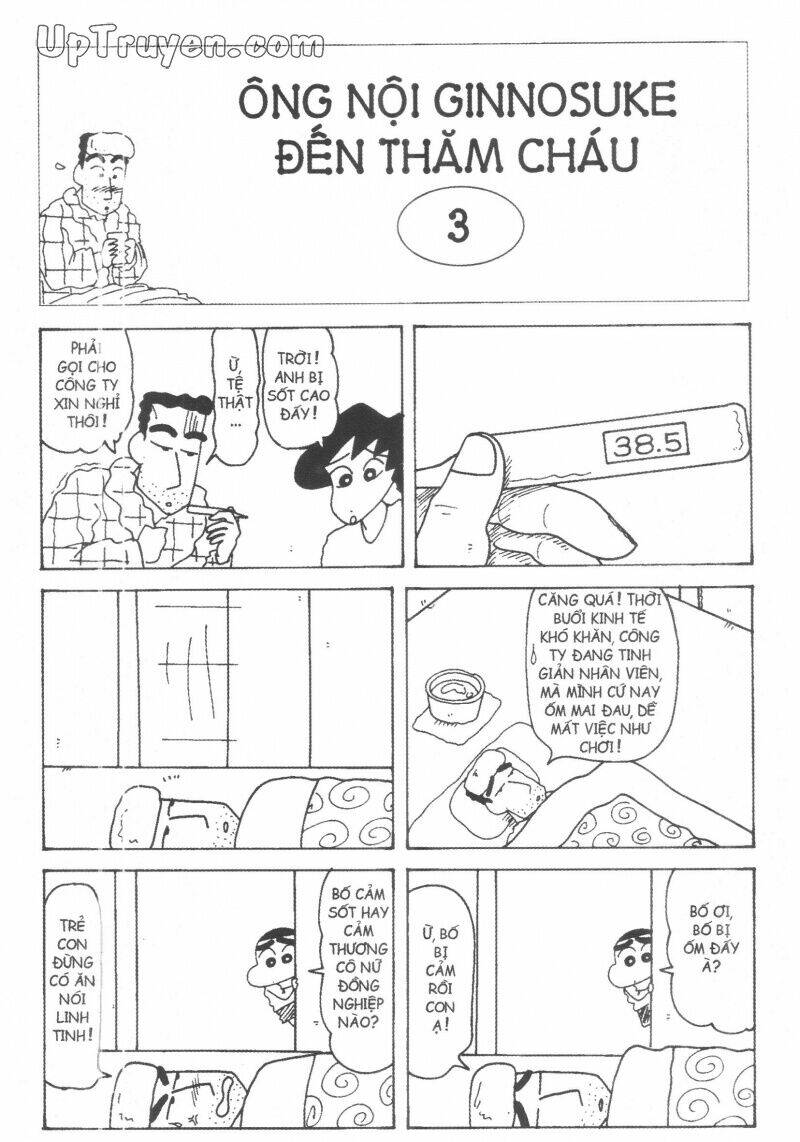 UpTruyen.com
ÔNG NỘI GINNOSUKE
ĐẾN THĂM CHÁU
3
38.5
TRỜI!
ANH BỊ
SỐT CAO
ĐẤY!
Ừ,
TỆ
THẬT
...
PHẢI
GỌI CHO
CÔNG TY
XIN NGHỈ
THÔI!
CĂNG QUÁ! THỜI
BUỔI KINH TẾ
KHÓ KHĂN, CÔNG
TY ĐANG TINH
GIẢN NHÂN VIÊN,
MÀ MÌNH CỨ NAY
ỐM MAI ĐAU, DỄ
MẤT VIỆC NHƯ
CHƠI!
BỐ ƠI,
BỐ BỊ
ỐM ĐẤY
À?
Ừ, BỐ
BỊ
CẢM
RỒI
CON
Ạ!
BỐ CẢM
SỐT HAY
CẢM
THƯƠNG
CÔ NỮ
ĐỒNG
NGHIỆP
NÀO?
TRẺ
CON
ĐỪNG
CÓ ĂN
NÓI
LINH
TINH!